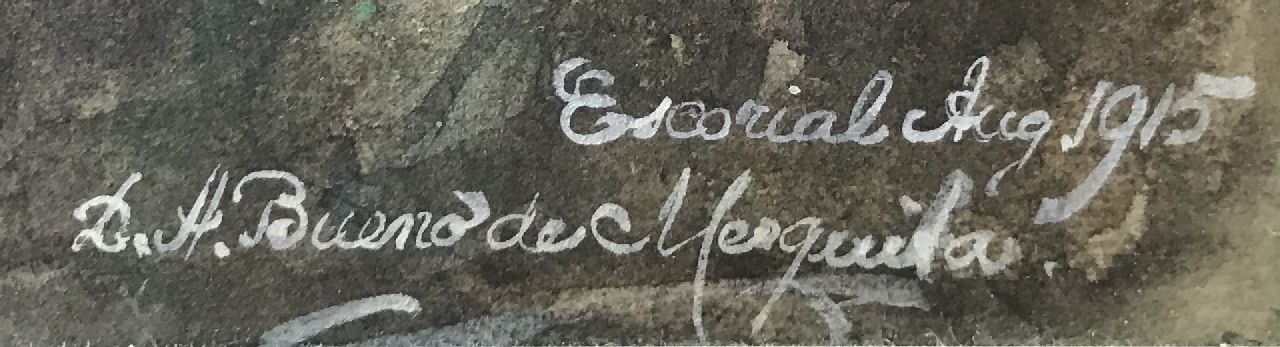 Escorial Aug 1915
D. A. Bueno de Mesquita.